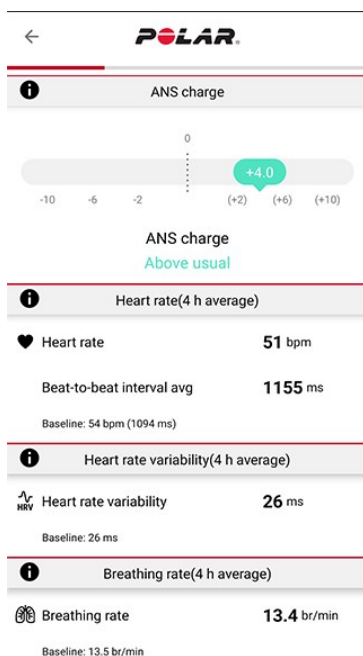 POLAR.
ANS charge
0
+4.0
-10 -6 -2 (+2) (+6) (+10)
ANS charge
Above usual
Heart rate(4 h average)
Heart rate 51 bpm
Beat-to-beat interval avg 1155 ms
Baseline: 54 bpm (1094 ms)
Heart rate variability(4 h average)
HRV Heart rate variability 26 ms
Baseline: 26 ms
Breathing rate(4 h average)
Breathing rate 13.4 br/min
Baseline: 13.5 br/min